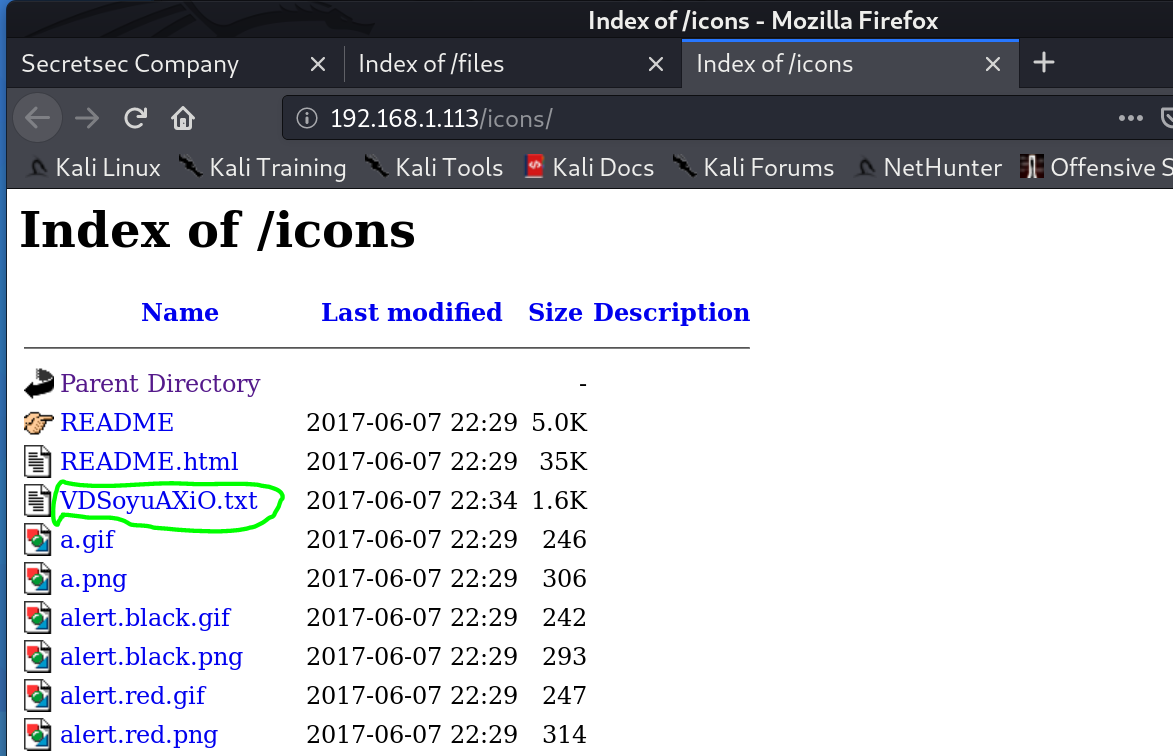 Index of /icons - Mozilla Firefox
Secretsec Company Index of /files Index of /icons
192.168.1.113/icons/
Kali Linux Kali Training Kali Tools Kali Docs Kali Forums NetHunter Offensive S
Index of /icons
Name Last modified Size Description
Parent Directory -
README 2017-06-07 22:29 5.0K
README.html 2017-06-07 22:29 35K
VDSoyuAXiO.txt 2017-06-07 22:34 1.6K
a.gif 2017-06-07 22:29 246
a.png 2017-06-07 22:29 306
alert.black.gif 2017-06-07 22:29 242
alert.black.png 2017-06-07 22:29 293
alert.red.gif 2017-06-07 22:29 247
alert.red.png 2017-06-07 22:29 314